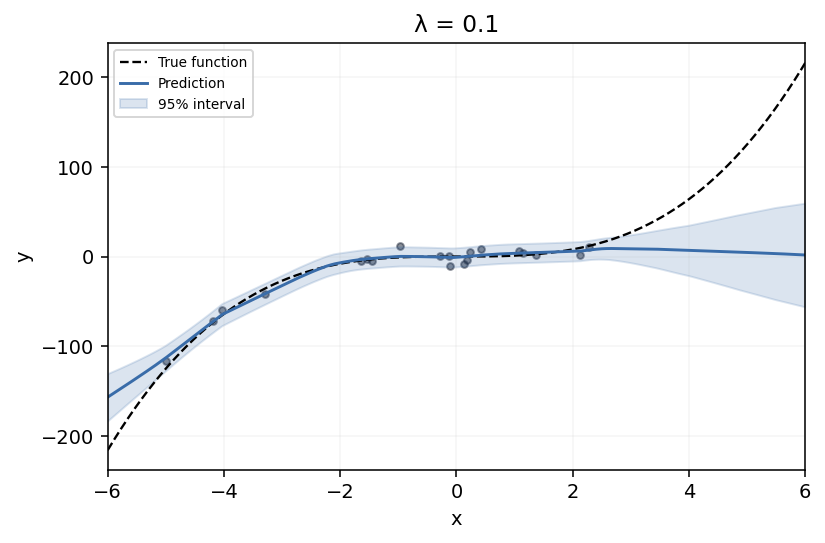 λ = 0.1
True function
Prediction
95% interval
y
200
100
0
−100
−200
−6
−4
−2
0
2
4
6
x